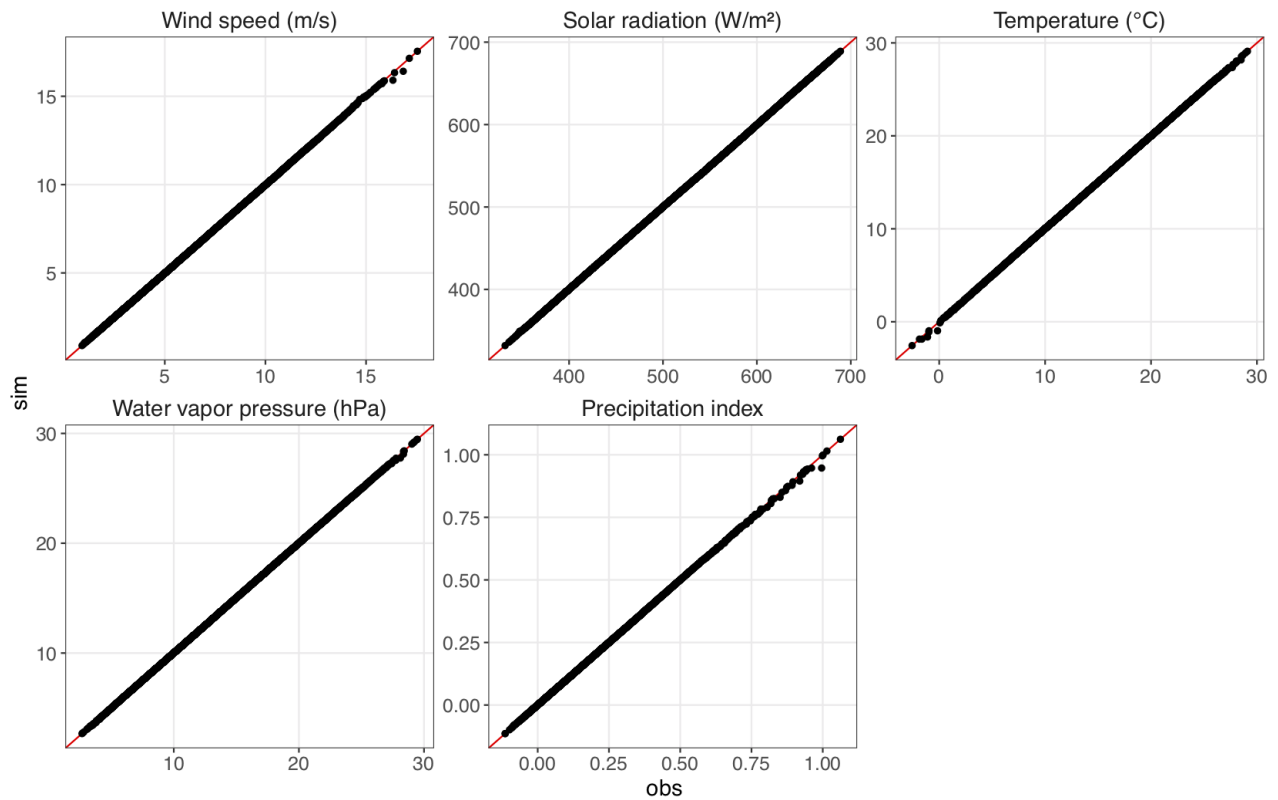 Wind speed (m/s)
Solar radiation (W/m²)
Temperature (°C)
15
10
5
5 10 15
700
600
500
400
400 500 600 700
30
20
10
0
0 10 20 30
sim
Water vapor pressure (hPa)
Precipitation index
30
20
10
10 20 30
1.00
0.75
0.50
0.25
0.00
0.00 0.25 0.50 0.75 1.00
obs